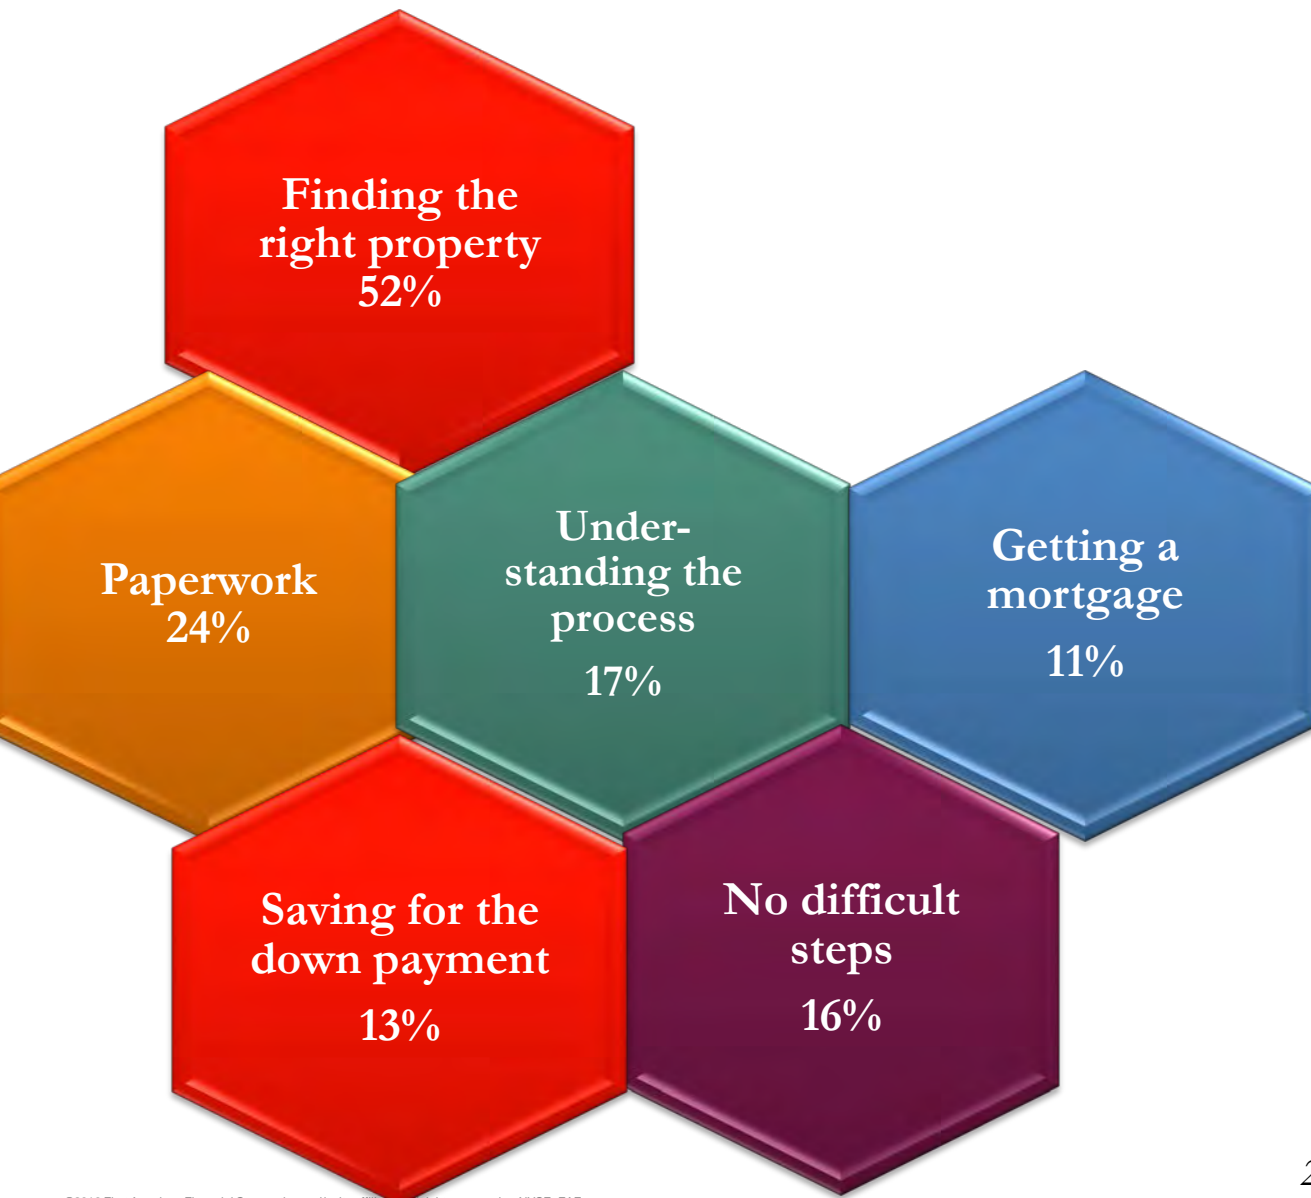 Finding the
right property
52%
Paperwork
24%
Under-
standing the
process
17%
Getting a
mortgage
11%
Saving for the
down payment
13%
No difficult
steps
16%
2